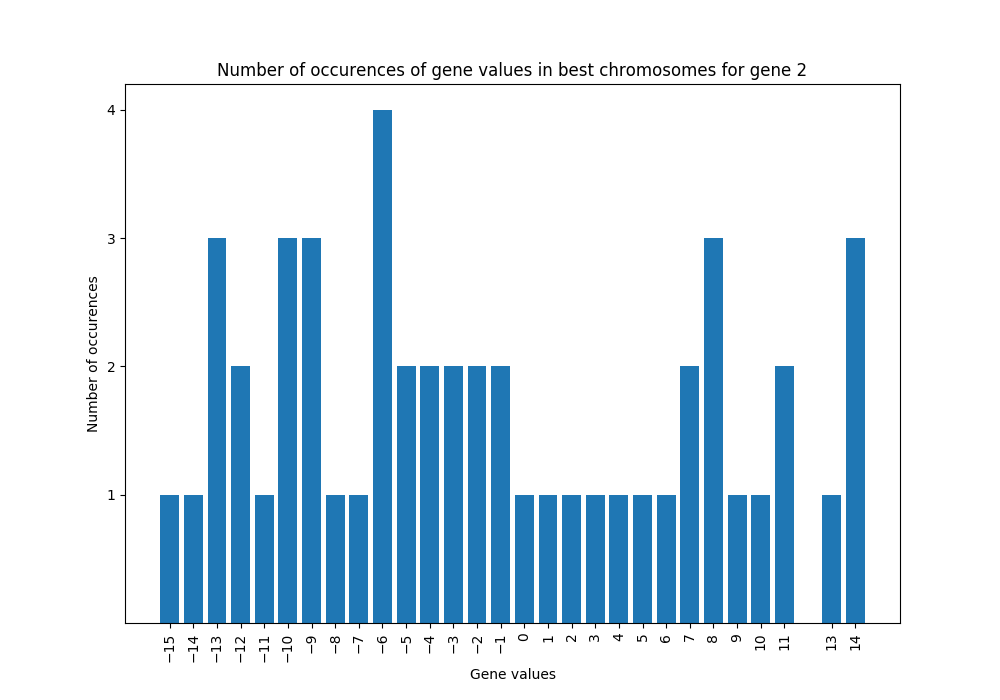 Number of occurences of gene values in best chromosomes for gene 2
4
3
2
1
Number of occurences
−15 −14 −13 −12 −11 −10 −9 −8 −7 −6 −5 −4 −3 −2 −1 0 1 2 3 4 5 6 7 8 9 10 11 13 14
Gene values